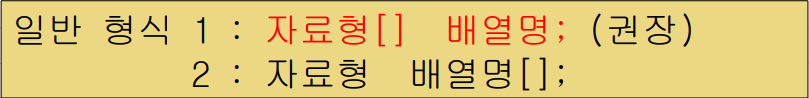 일반 형식 1 : 자료형[] 배열명; (권장)
2 : 자료형 배열명[];